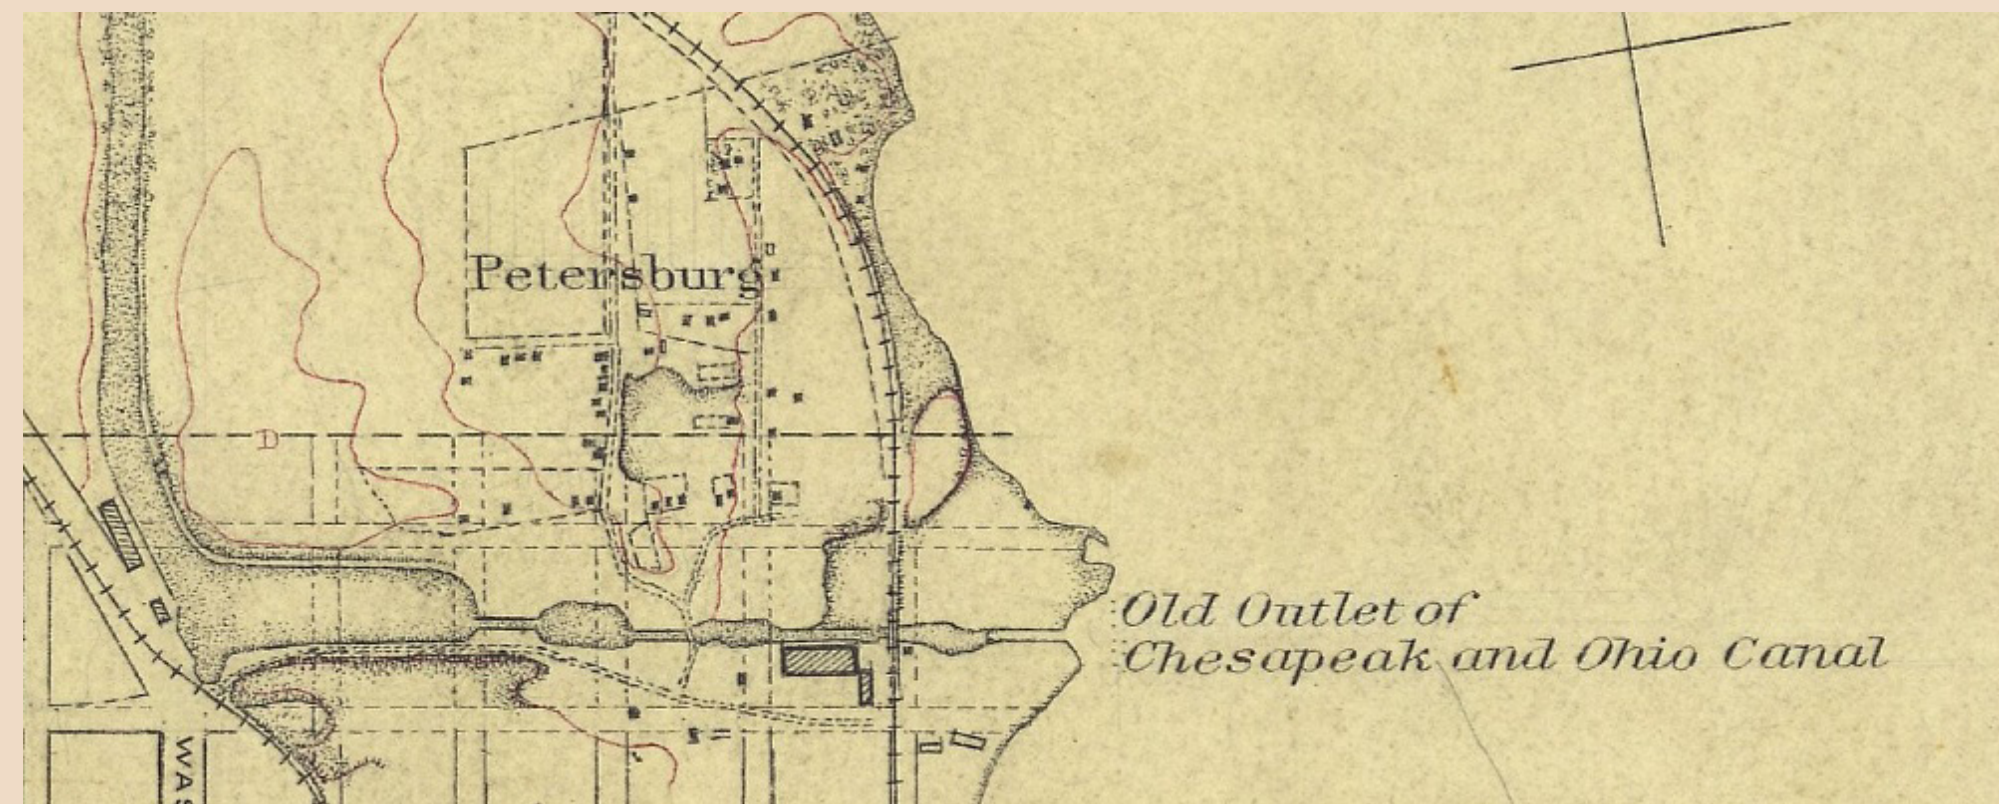 Petersburg
D
Old Outlet of
Chesapeak and Ohio Canal
WAS